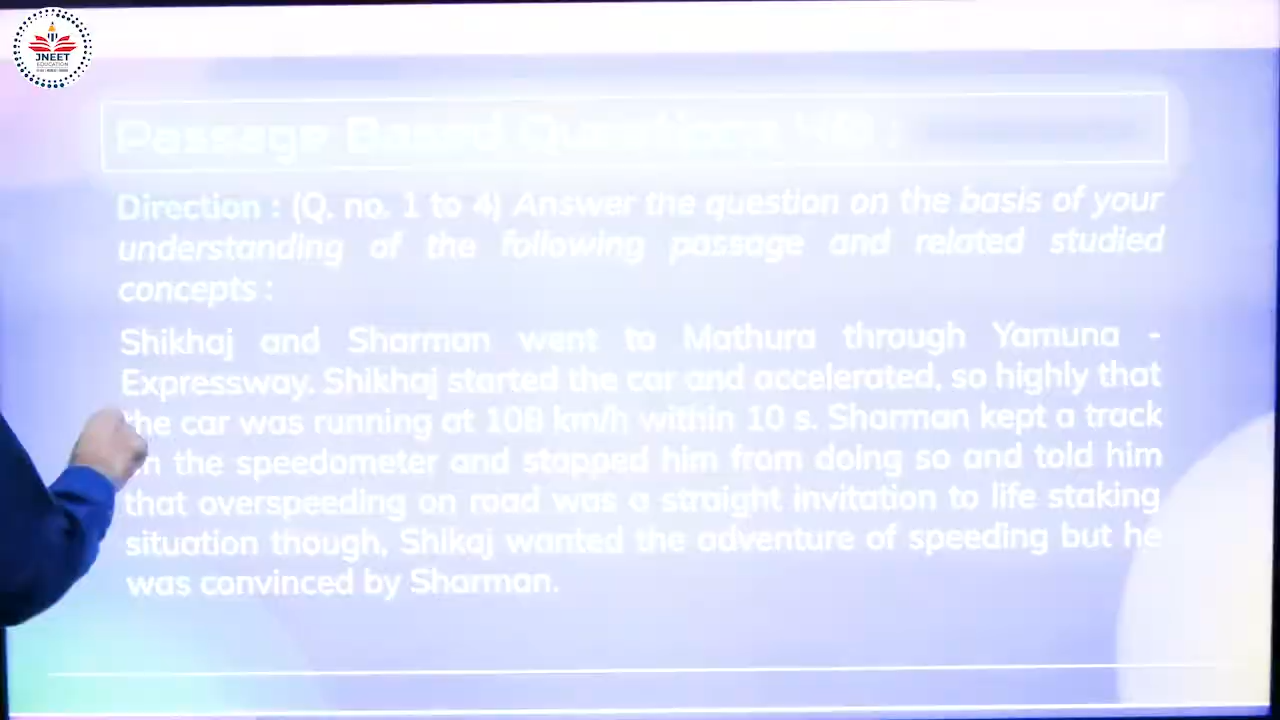 JNEET
EDUCATION
Passage Based Questions
Direction : (Q. no. 1 to 4) Answer the question on the basis of your
understanding of the following passage and related studied
concepts :
Shikhaj and Sharman went to Mathura through Yamuna -
Expressway. Shikhaj started the car and accelerated, so highly that
the car was running at 108 km/h within 10 s. Sharman kept a track
on the speedometer and stopped him from doing so and told him
that overspeeding on road was a straight invitation to life staking
situation though, Shikaj wanted the adventure of speeding but he
was convinced by Sharman.